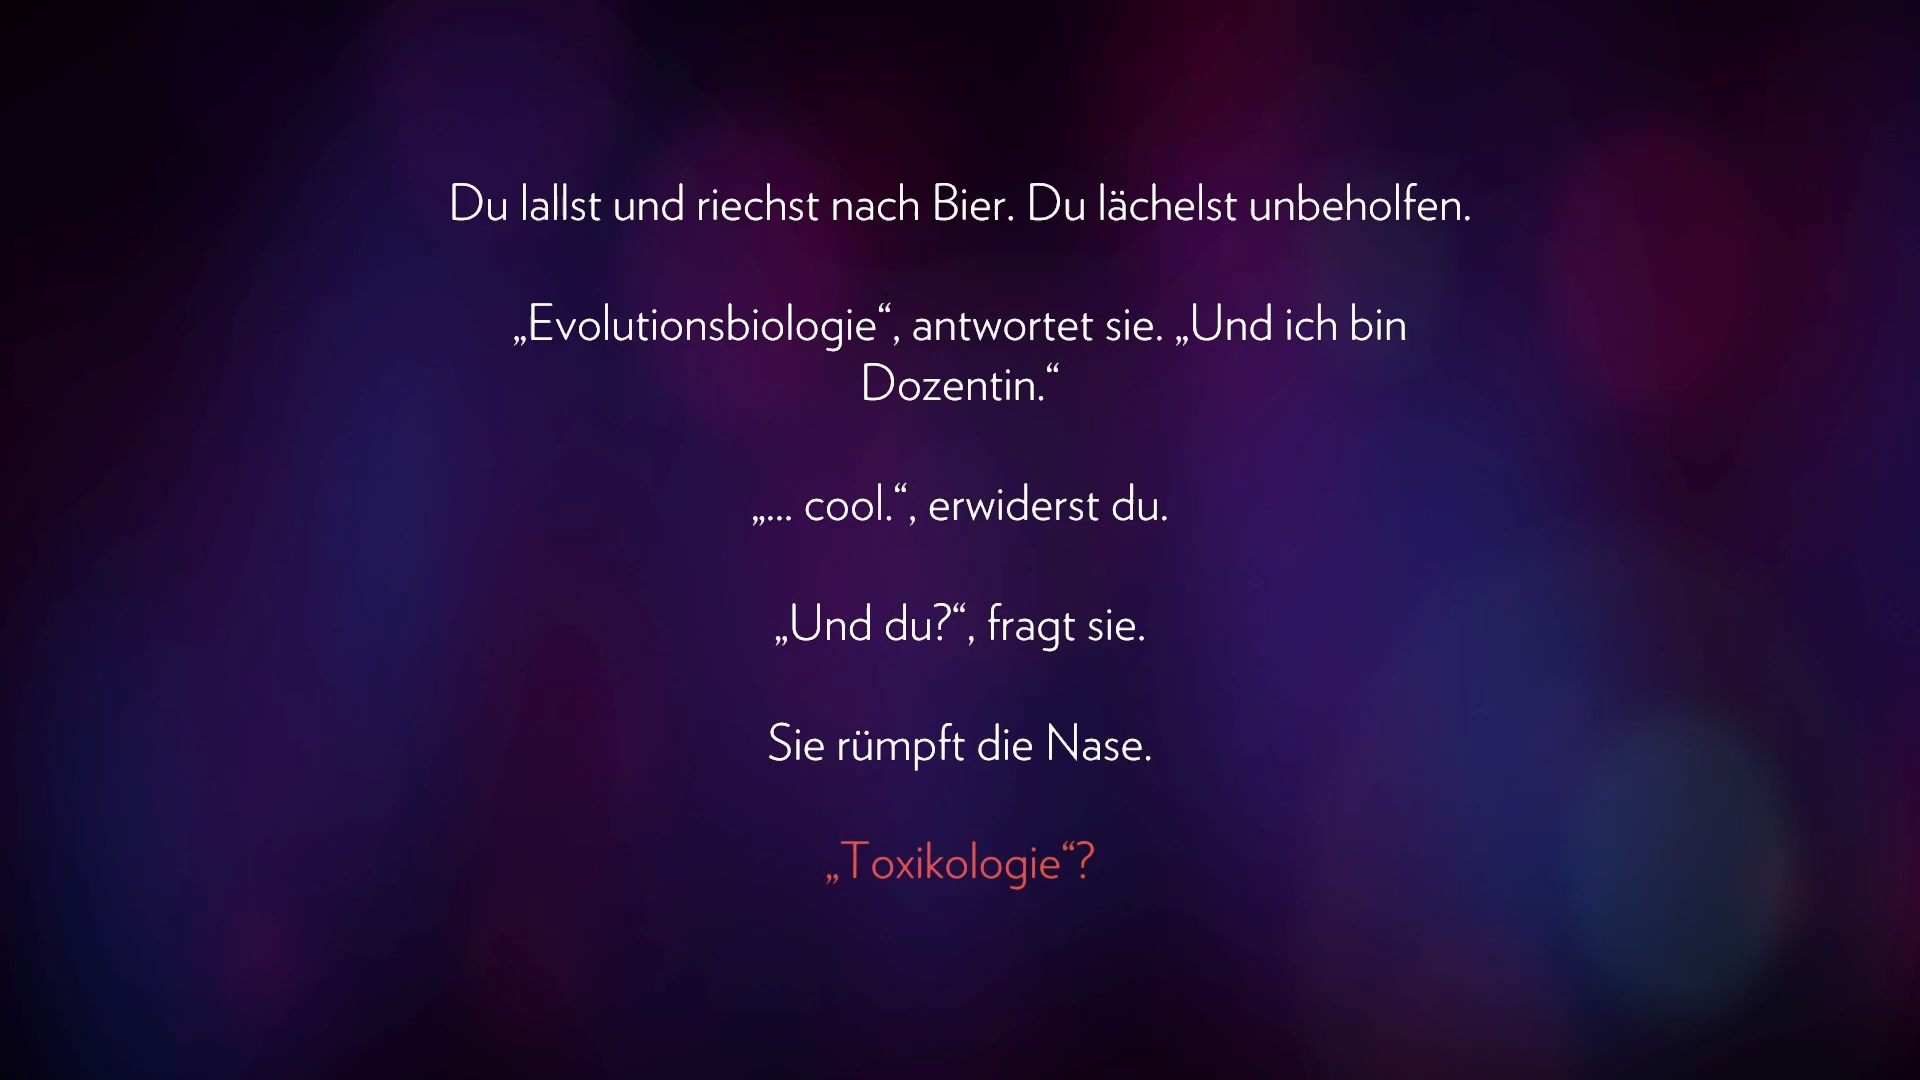 Du lallst und riechst nach Bier. Du lächelst unbeholfen.
„Evolutionsbiologie“, antwortet sie. „Und ich bin
Dozentin.“
„... cool.“, erwiderst du.
„Und du?“, fragt sie.
Sie rümpft die Nase.
„Toxikologie“?